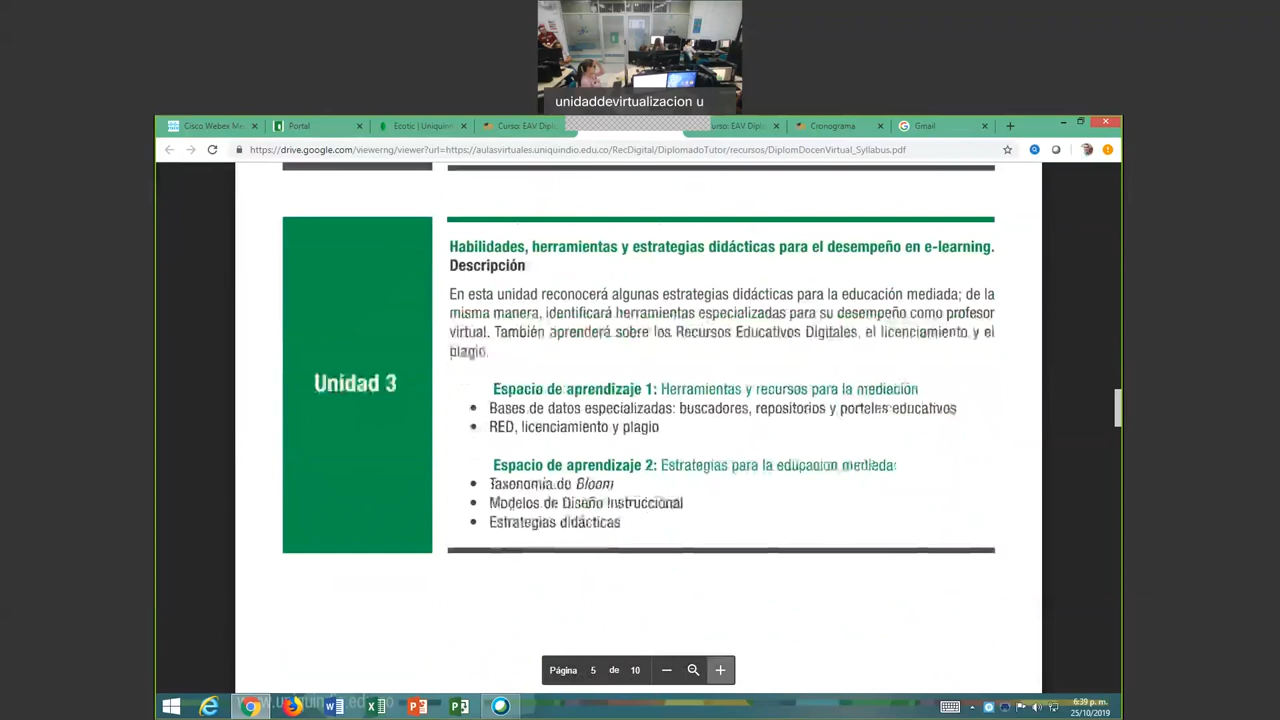 unidaddevirtualizacion u
Cisco Webex Me
Portal
Ecotic | Uniquin
Curso: EAV Dipl
urso: EAV Dipl
Cronograma
Gmail
https://drive.google.com/viewerng/viewer?url=https://aulasvirtuales.uniquindio.edu.co/RecDigital/DiplomadoTutor/recursos/DiplomDocenVirtual_Syllabus.pdf
Unidad 3
Habilidades, herramientas y estrategias didácticas para el desempeño en e-learning.
Descripción
En esta unidad reconocerá algunas estrategias didácticas para la educación mediada; de la
misma manera, identificará herramientas especializadas para su desempeño como profesor
virtual. También aprenderá sobre los Recursos Educativos Digitales, el licenciamiento y el
plagio.
Espacio de aprendizaje 1: Herramientas y recursos para la mediación
• Bases de datos especializadas: buscadores, repositorios y portales educativos
• RED, licenciamiento y plagio
Espacio de aprendizaje 2: Estrategias para la educación mediada
• Taxonomía de Bloom
• Modelos de Diseño Instruccional
• Estrategias didácticas
Página 5 de 10
6:39 p. m.
25/10/2019